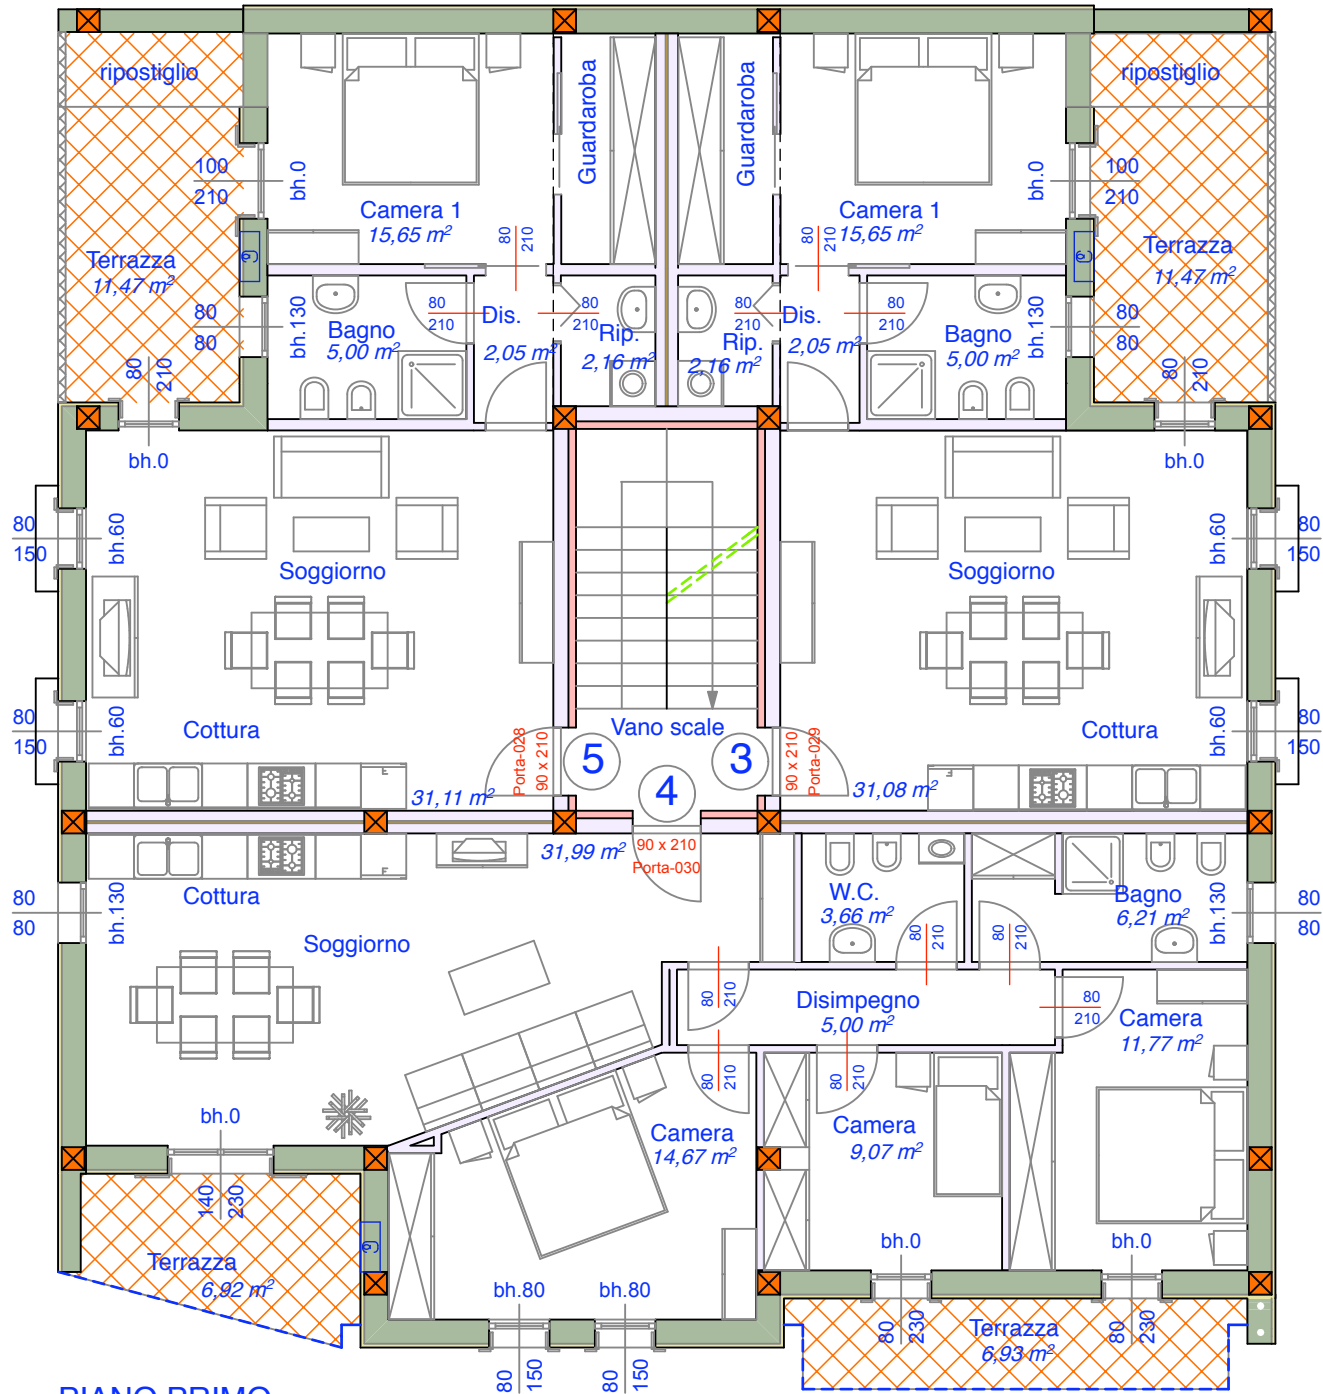 ripostiglio
Guardaroba
Guardaroba
ripostiglio
100
210
bh.0
bh.0
100
210
Camera 1
15,65 m²
Camera 1
15,65 m²
80
210
80
210
Terrazza
11,47 m²
Terrazza
11,47 m²
80
80
bh.130
Bagno
5,00 m²
80
210
Dis.
2,05 m²
80
210
Rip.
2,16 m²
80
210
Rip.
2,16 m²
Dis.
2,05 m²
80
210
Bagno
5,00 m²
bh.130
80
80
80
210
80
210
bh.0
bh.0
80
150
bh.60
bh.60
80
150
Soggiorno
Soggiorno
80
150
bh.60
Cottura
Vano scale
Cottura
bh.60
80
150
Porta-028
90 x 210
5
3
90 x 210
Porta-029
4
31,11 m²
31,08 m²
31,99 m²
90 x 210
Porta-030
Cottura
80
80
bh.130
Soggiorno
W.C.
3,66 m²
80
210
80
210
Bagno
6,21 m²
bh.130
80
80
80
210
Disimpegno
5,00 m²
80
210
Camera
11,77 m²
80
210
80
210
bh.0
Camera
14,67 m²
Camera
9,07 m²
140
230
Terrazza
6,92 m²
bh.80
bh.80
bh.0
bh.0
80
150
80
150
80
230
Terrazza
6,93 m²
80
230
PIANO PRIMO